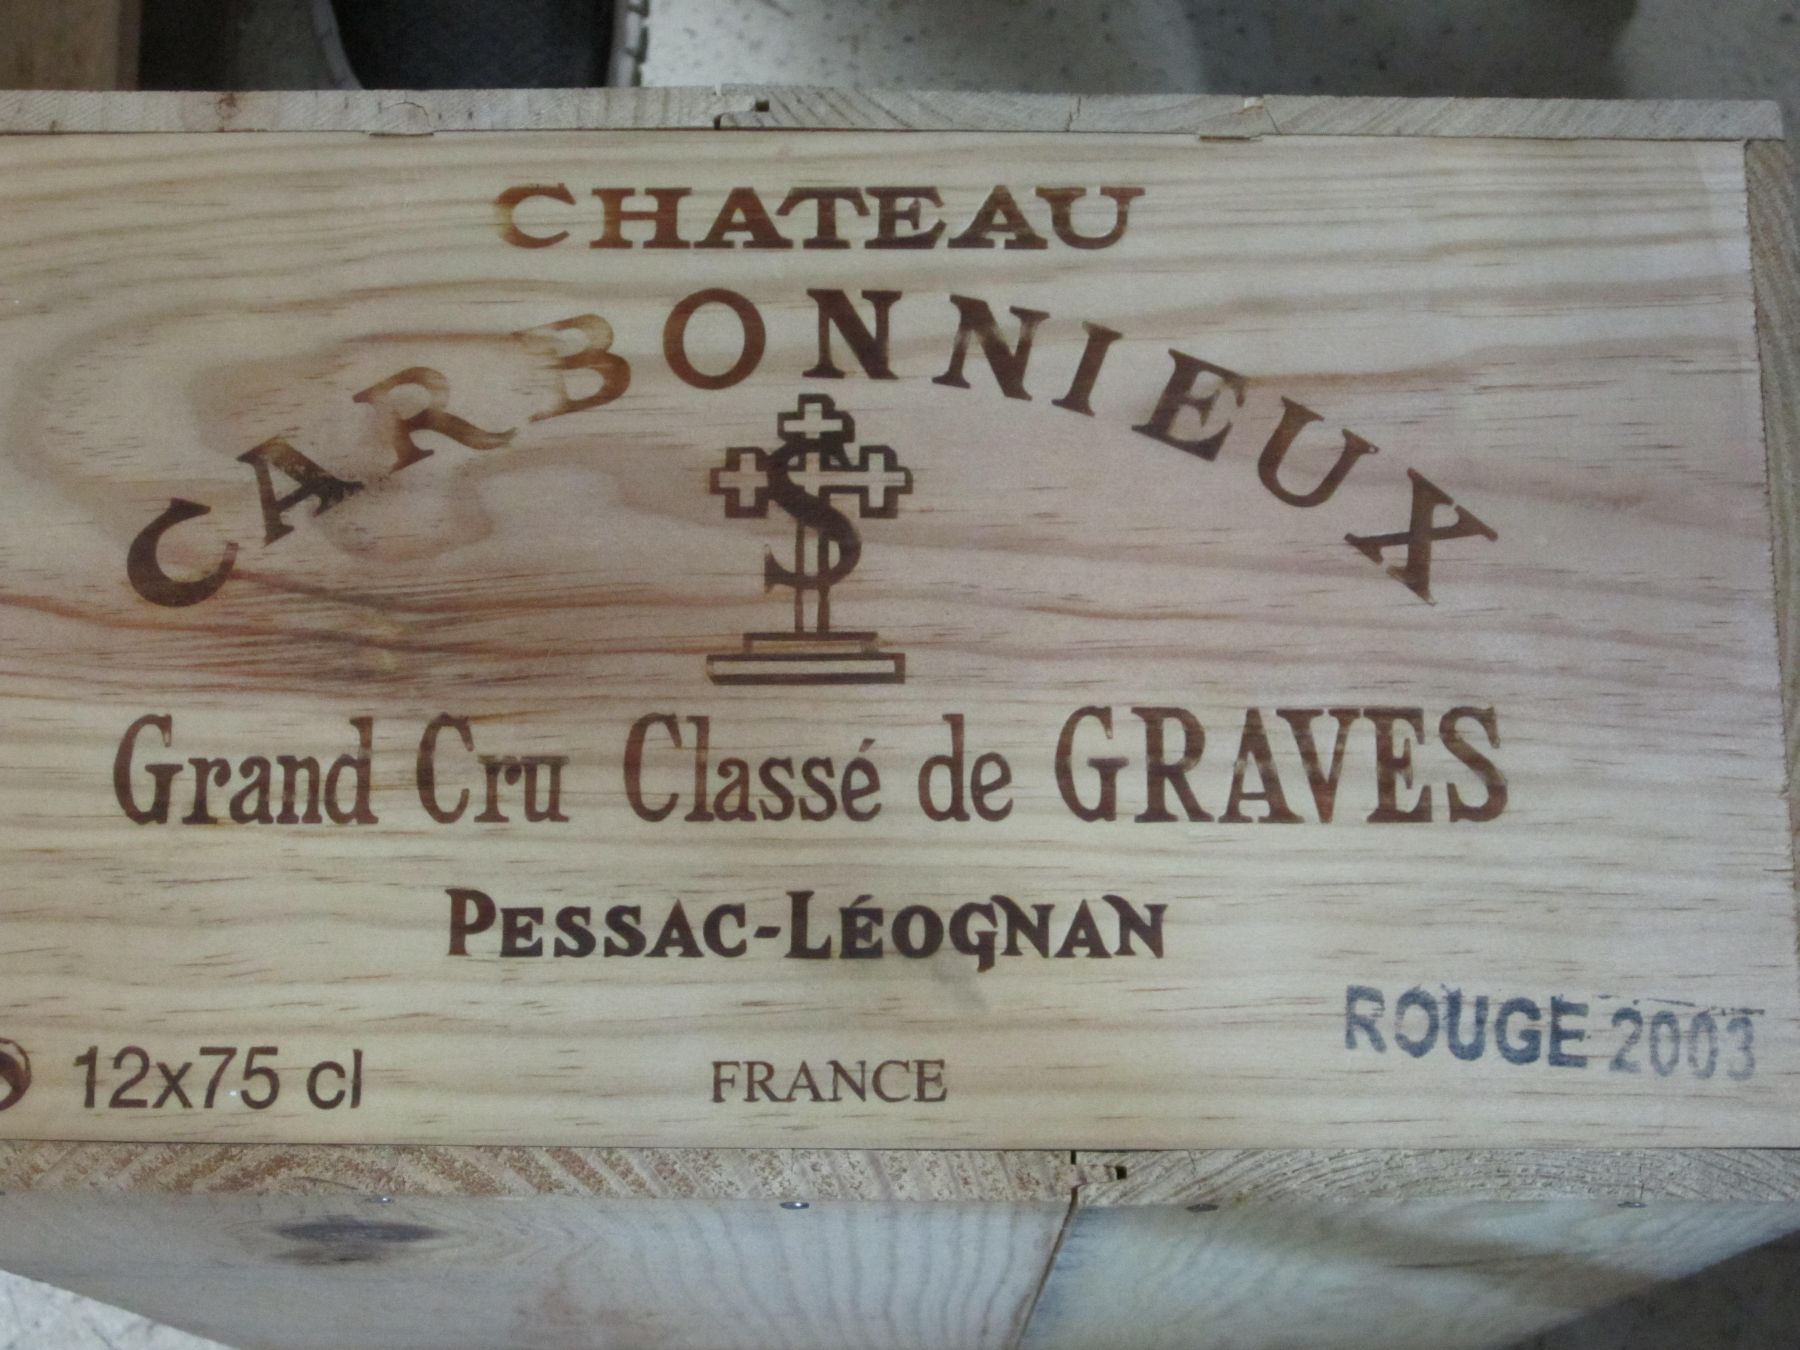 CHATEAU
CARBONNIEUX
S
Grand Cru Classé de GRAVES
PESSAC-LÉOGNAN
ROUGE 2003
12x75 cl
FRANCE